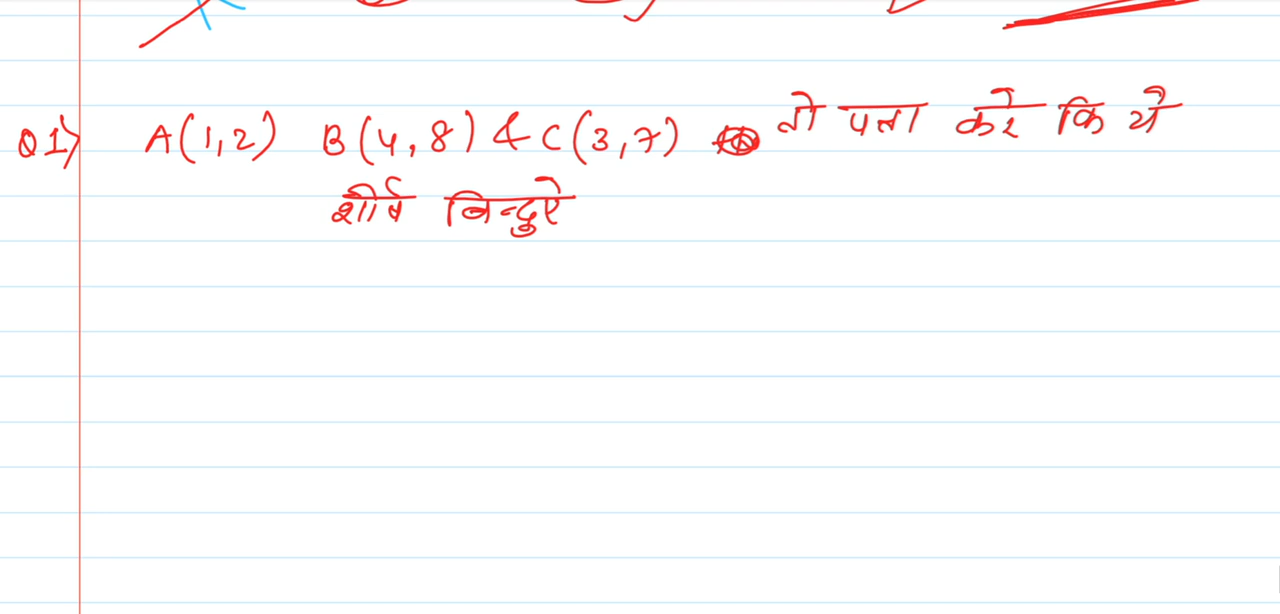 Q1) A(1,2) B(4,8) & C(3,7) तो पता करे कि ये
शीर्ष बिन्दुऐ